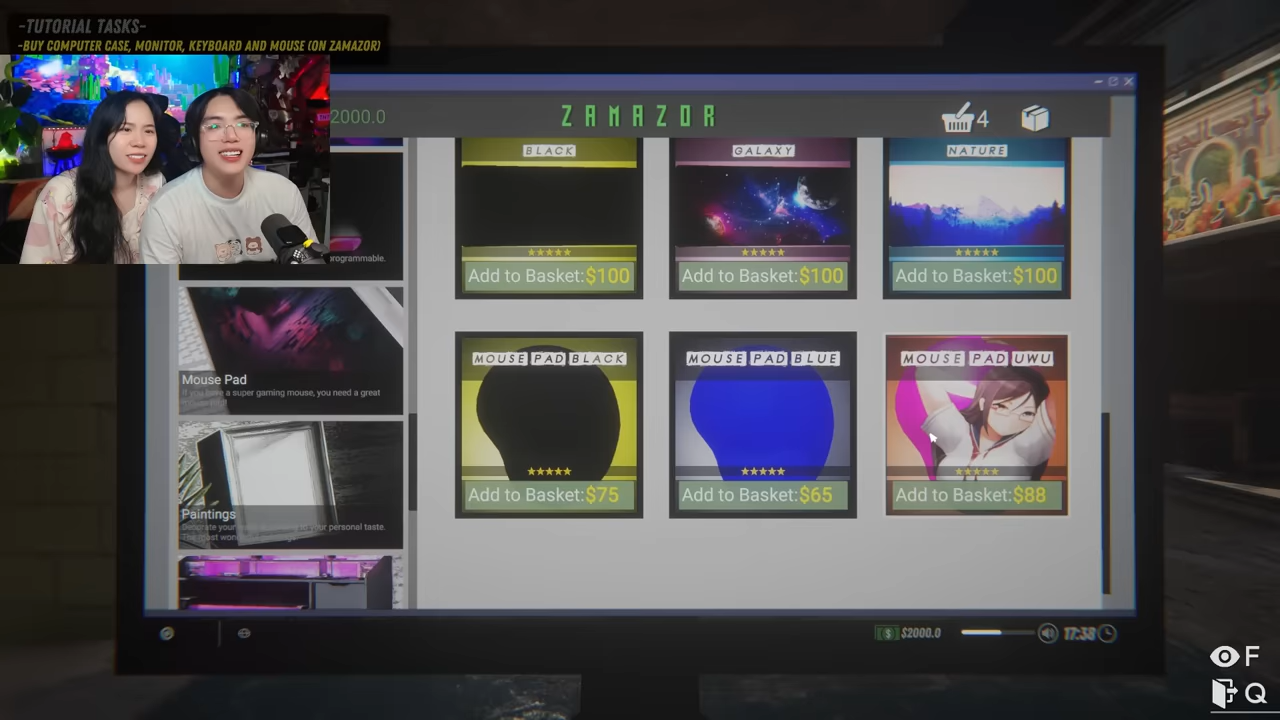 -TUTORIAL TASKS-
-BUY COMPUTER CASE, MONITOR, KEYBOARD AND MOUSE (ON ZAMAZOR)
2000.0
ZAMAZOR
4
BLACK
GALAXY
NATURE
Add to Basket:$100
Add to Basket:$100
Add to Basket:$100
programmable.
MOUSE PAD BLACK
MOUSE PAD BLUE
MOUSE PAD UWU
Add to Basket:$75
Add to Basket:$65
Add to Basket:$88
Mouse Pad
If you have a super gaming mouse, you need a great
Paintings
Decorate your
to your personal taste.
The most
$2000.0
17:38
F
Q